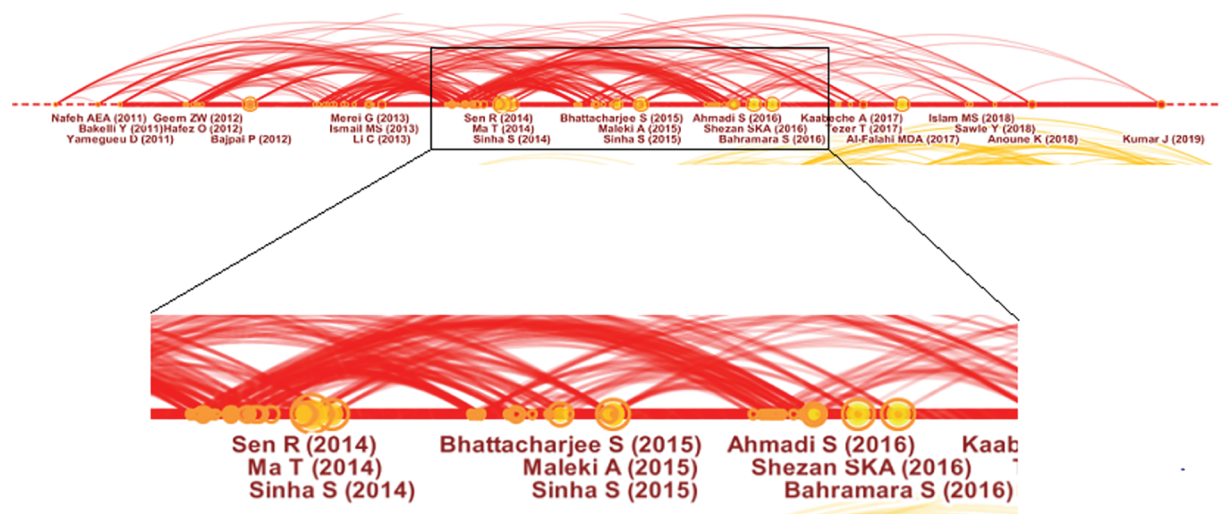 Nafeh AEA (2011) Geem ZW (2012) Merei G (2013) Sen R (2014) Bhattacharjee S (2015) Ahmadi S (2016) Kaabeche A (2017) Islam MS (2018)
Bakelli Y (2011) Hafez O (2012) Ismail MS (2013) Ma T (2014) Maleki A (2015) Shezan SKA (2016) Tezer T (2017) Sawle Y (2018)
Yamegueu D (2011) Bajpai P (2012) Li C (2013) Sinha S (2014) Sinha S (2015) Bahramara S (2016) Al-Falahi MDA (2017) Anoune K (2018) Kumar J (2019)
Sen R (2014) Bhattacharjee S (2015) Ahmadi S (2016) Kaab
Ma T (2014) Maleki A (2015) Shezan SKA (2016)
Sinha S (2014) Sinha S (2015) Bahramara S (2016)